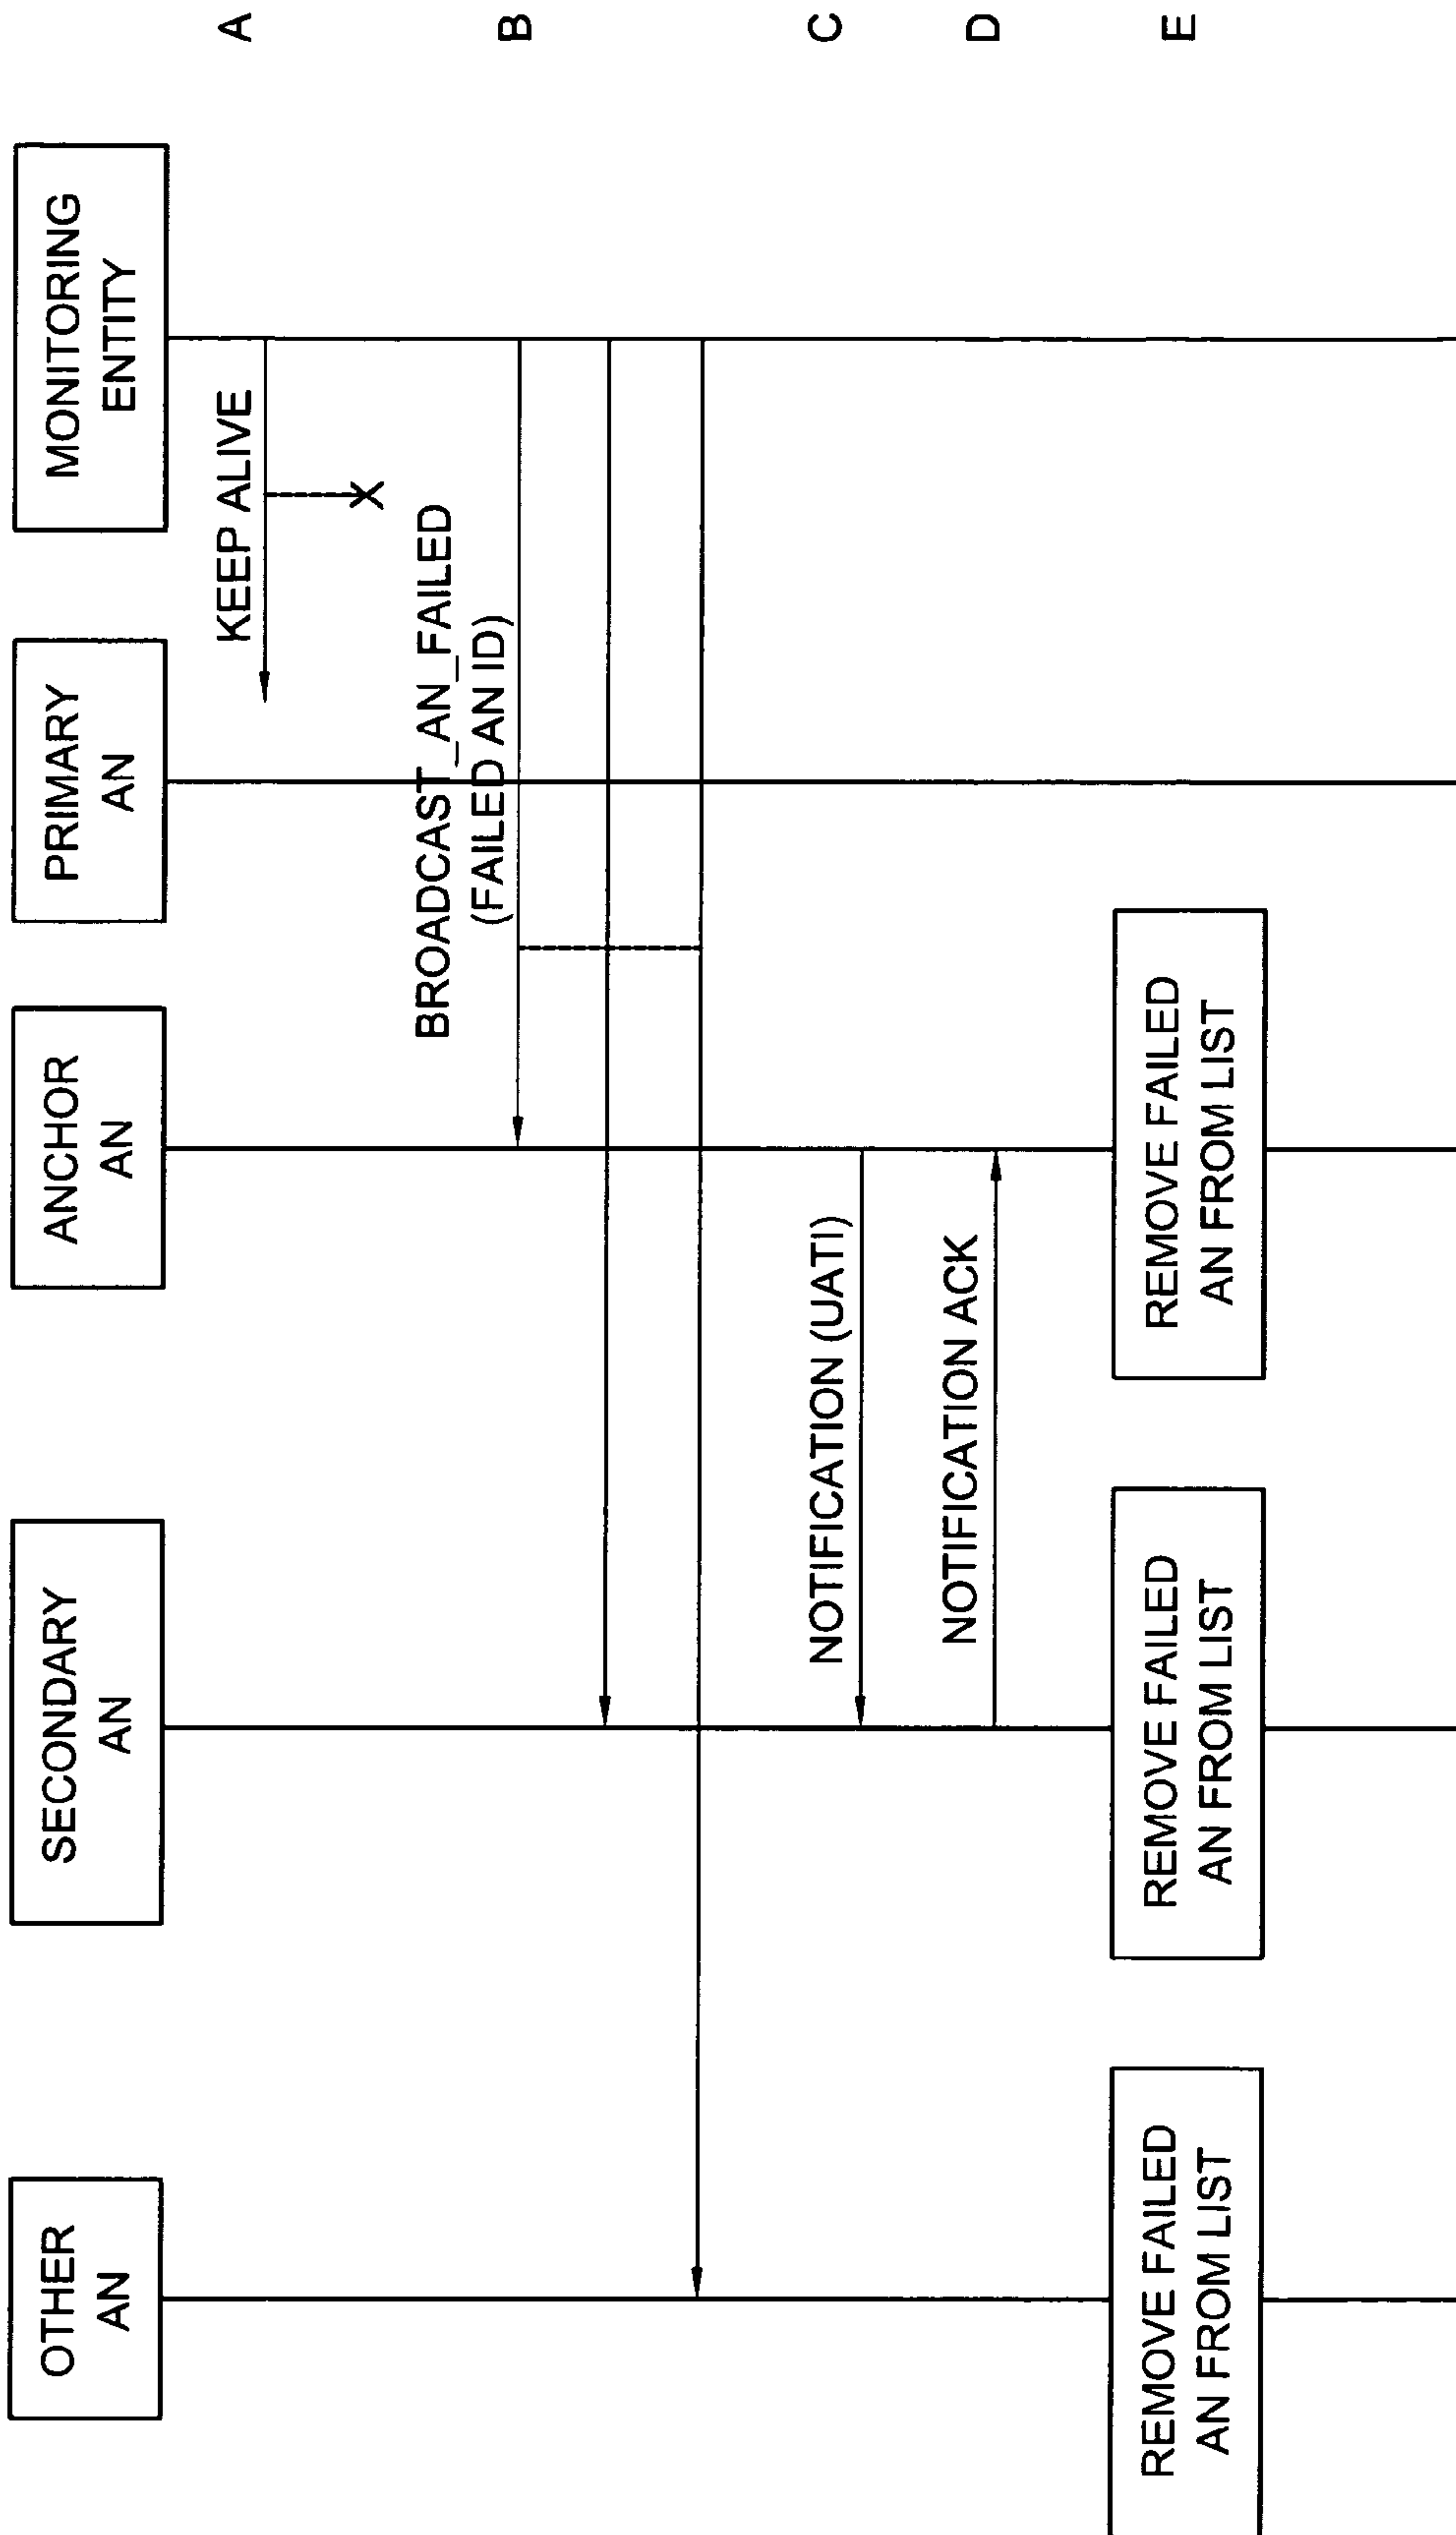 OTHER
AN
SECONDARY
AN
ANCHOR
AN
PRIMARY
AN
MONITORING
ENTITY
KEEP ALIVE
A
X
BROADCAST_AN_FAILED
(FAILED AN ID)
B
NOTIFICATION (UATI)
C
NOTIFICATION ACK
D
REMOVE FAILED
AN FROM LIST
REMOVE FAILED
AN FROM LIST
REMOVE FAILED
AN FROM LIST
E